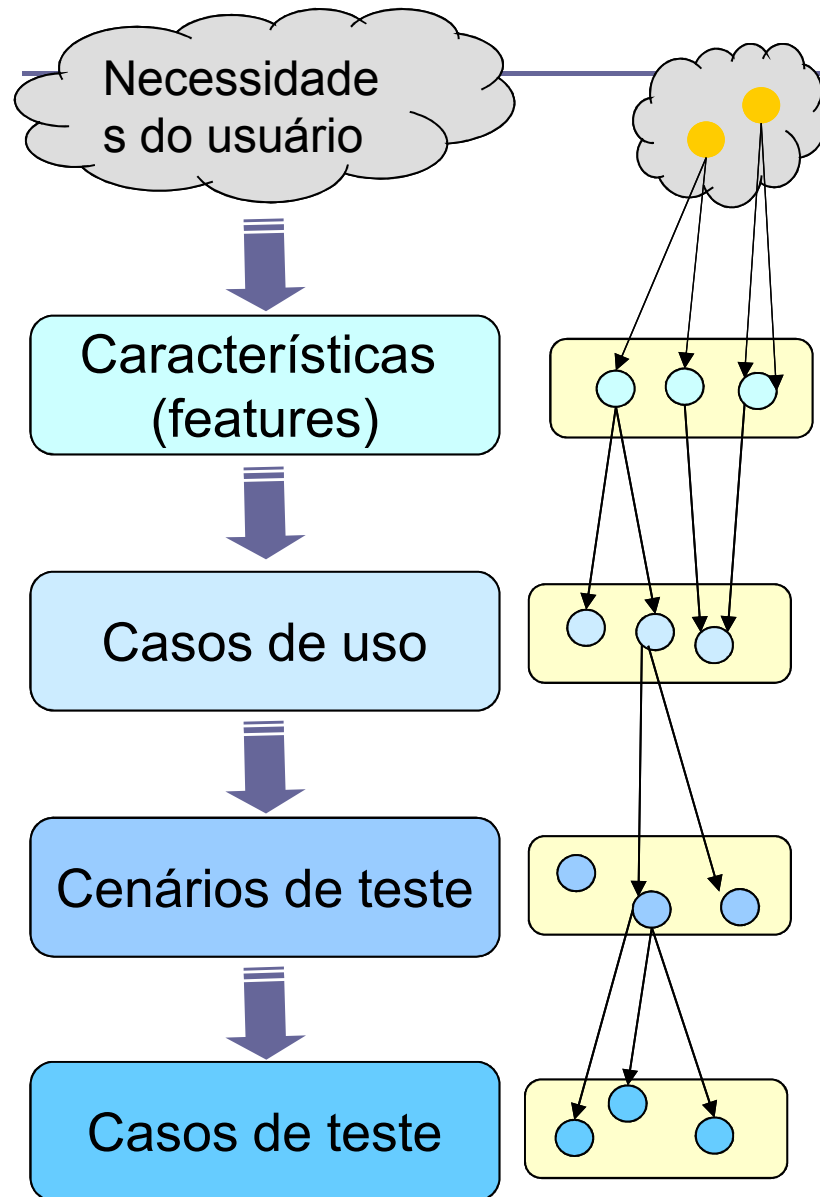 Necessidade
s do usuário
Características
(features)
Casos de uso
Cenários de teste
Casos de teste